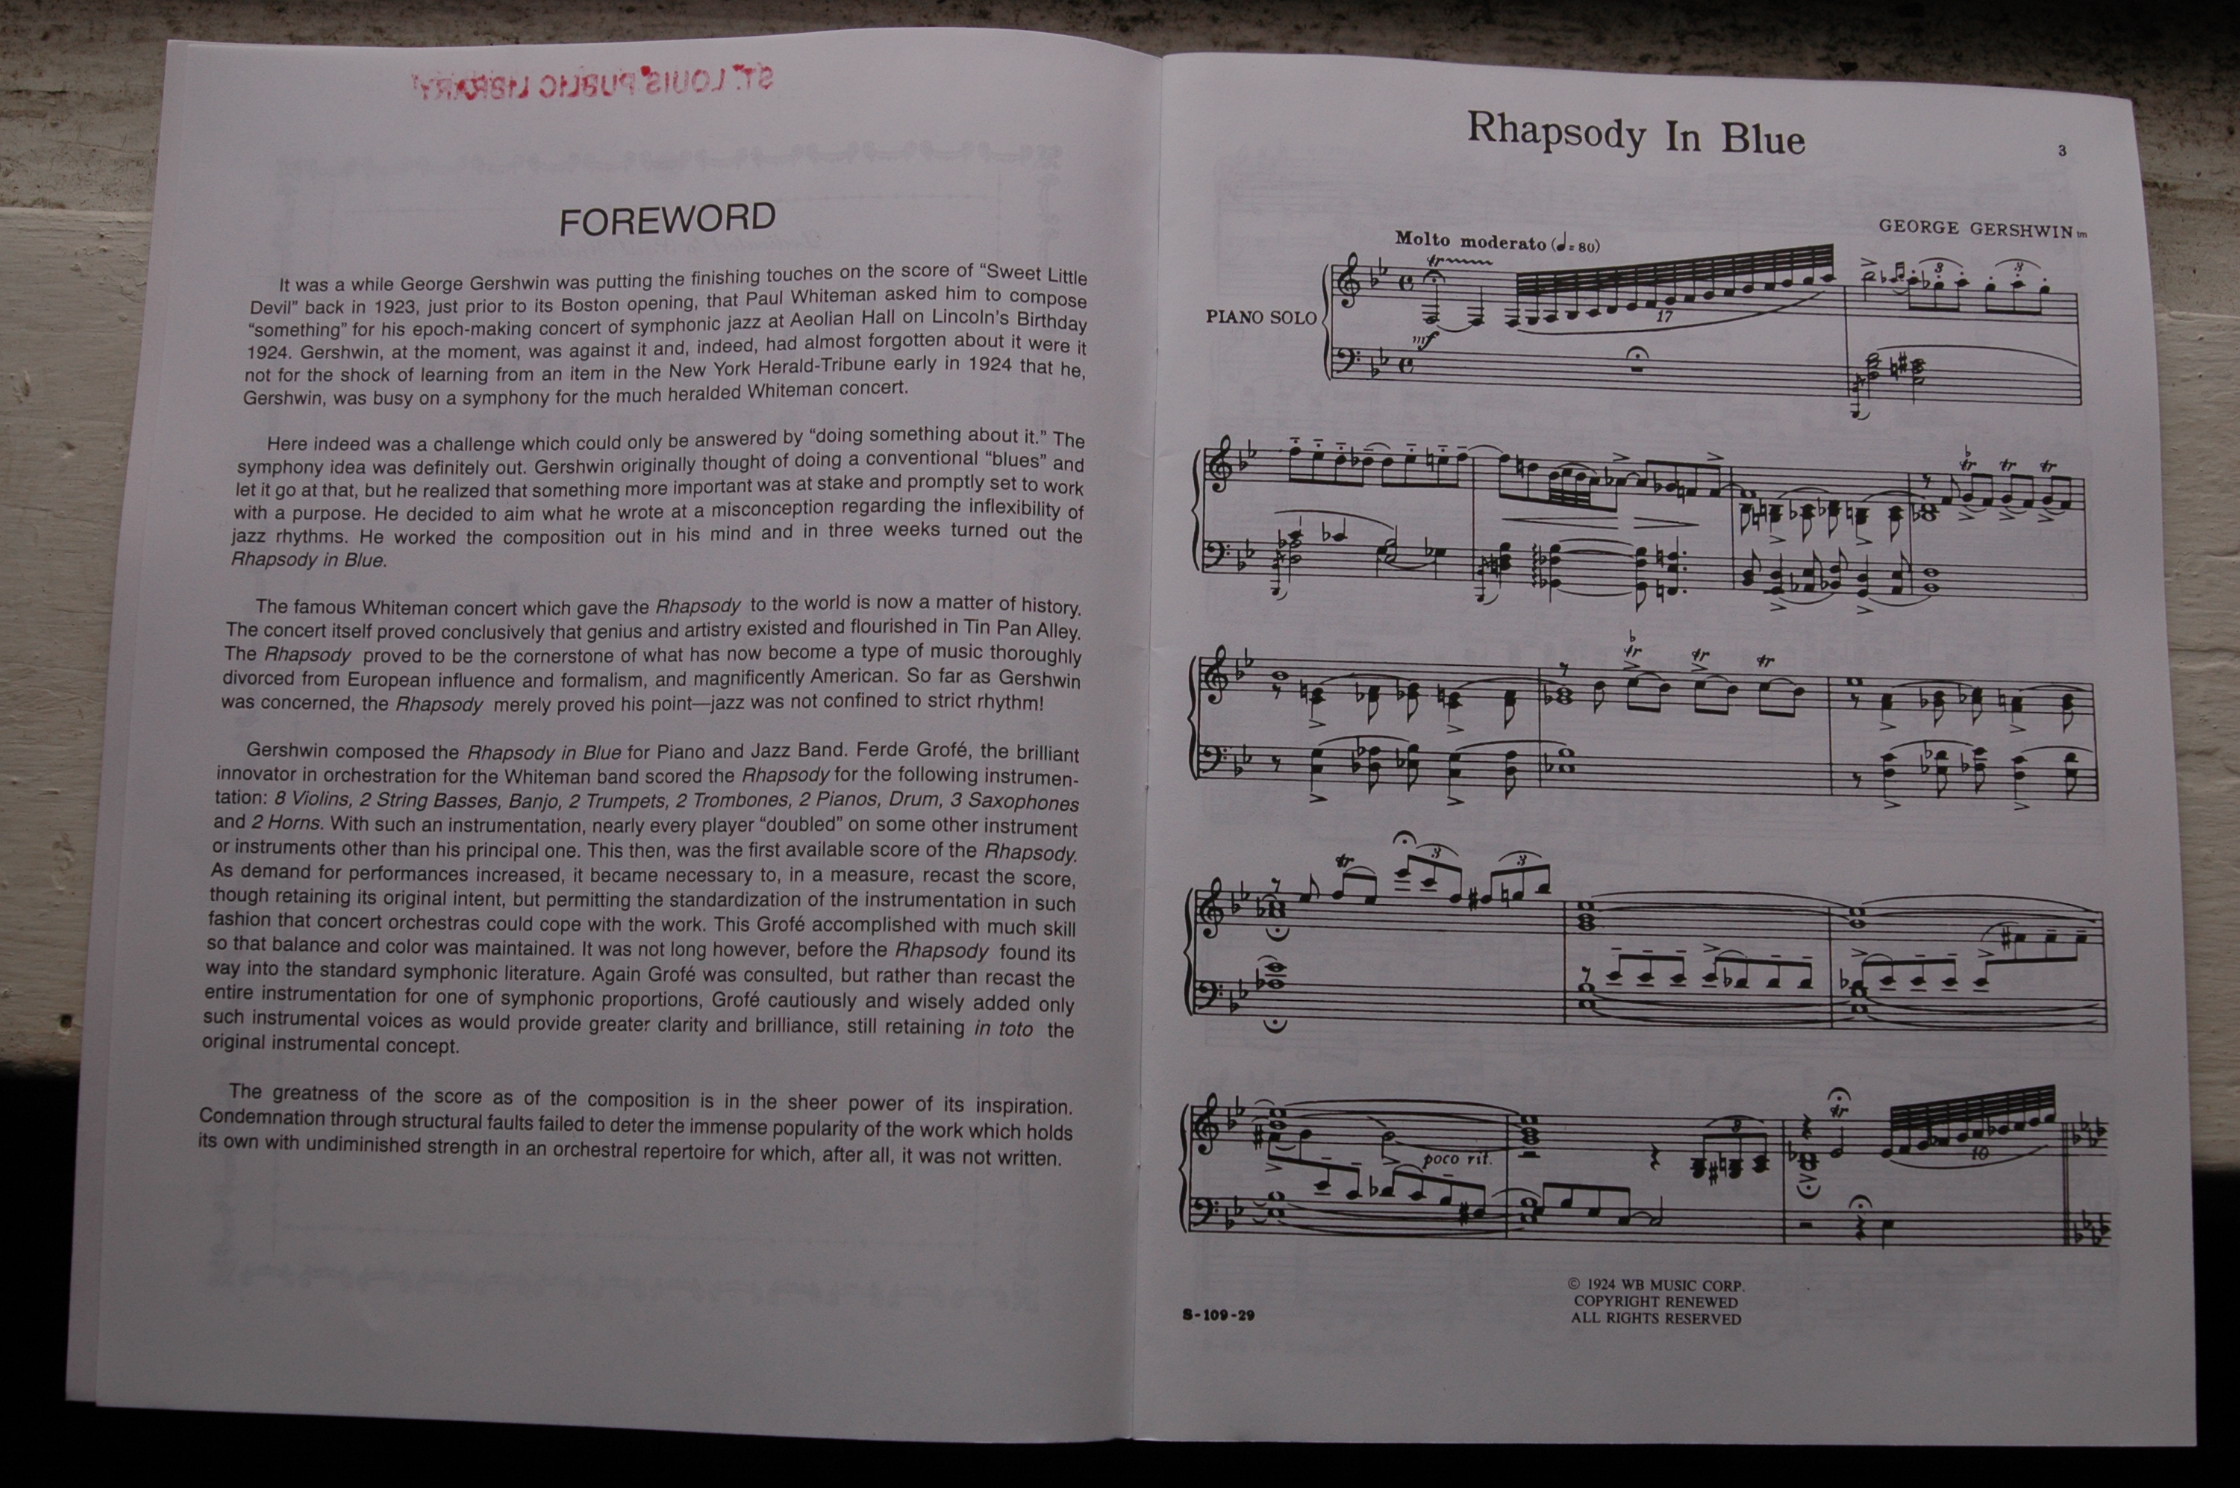 ST. LOUIS PUBLIC LIBRARY
FOREWORD
It was a while George Gershwin was putting the finishing touches on the score of “Sweet Little
Devil” back in 1923, just prior to its Boston opening, that Paul Whiteman asked him to compose
“something” for his epoch-making concert of symphonic jazz at Aeolian Hall on Lincoln’s Birthday
1924. Gershwin, at the moment, was against it and, indeed, had almost forgotten about it were it
not for the shock of learning from an item in the New York Herald-Tribune early in 1924 that he,
Gershwin, was busy on a symphony for the much heralded Whiteman concert.
Here indeed was a challenge which could only be answered by “doing something about it.” The
symphony idea was definitely out. Gershwin originally thought of doing a conventional “blues” and
let it go at that, but he realized that something more important was at stake and promptly set to work
with a purpose. He decided to aim what he wrote at a misconception regarding the inflexibility of
jazz rhythms. He worked the composition out in his mind and in three weeks turned out the
Rhapsody in Blue.
The famous Whiteman concert which gave the Rhapsody to the world is now a matter of history.
The concert itself proved conclusively that genius and artistry existed and flourished in Tin Pan Alley.
The Rhapsody proved to be the cornerstone of what has now become a type of music thoroughly
divorced from European influence and formalism, and magnificently American. So far as Gershwin
was concerned, the Rhapsody merely proved his point—jazz was not confined to strict rhythm!
Gershwin composed the Rhapsody in Blue for Piano and Jazz Band. Ferde Grofé, the brilliant
innovator in orchestration for the Whiteman band scored the Rhapsody for the following instrumen-
tation: 8 Violins, 2 String Basses, Banjo, 2 Trumpets, 2 Trombones, 2 Pianos, Drum, 3 Saxophones
and 2 Horns. With such an instrumentation, nearly every player “doubled” on some other instrument
or instruments other than his principal one. This then, was the first available score of the Rhapsody.
As demand for performances increased, it became necessary to, in a measure, recast the score,
though retaining its original intent, but permitting the standardization of the instrumentation in such
fashion that concert orchestras could cope with the work. This Grofé accomplished with much skill
so that balance and color was maintained. It was not long however, before the Rhapsody found its
way into the standard symphonic literature. Again Grofé was consulted, but rather than recast the
entire instrumentation for one of symphonic proportions, Grofé cautiously and wisely added only
such instrumental voices as would provide greater clarity and brilliance, still retaining in toto the
original instrumental concept.
The greatness of the score as of the composition is in the sheer power of its inspiration.
Condemnation through structural faults failed to deter the immense popularity of the work which holds
its own with undiminished strength in an orchestral repertoire for which, after all, it was not written.
Rhapsody In Blue
3
GEORGE GERSHWIN tm
Molto moderato (♩=80)
tr
PIANO SOLO
mf
17
3 3
tr tr tr
tr tr tr
tr 3 3
poco rit.
3
tr
10
© 1924 WB MUSIC CORP.
COPYRIGHT RENEWED
ALL RIGHTS RESERVED
S-109-29